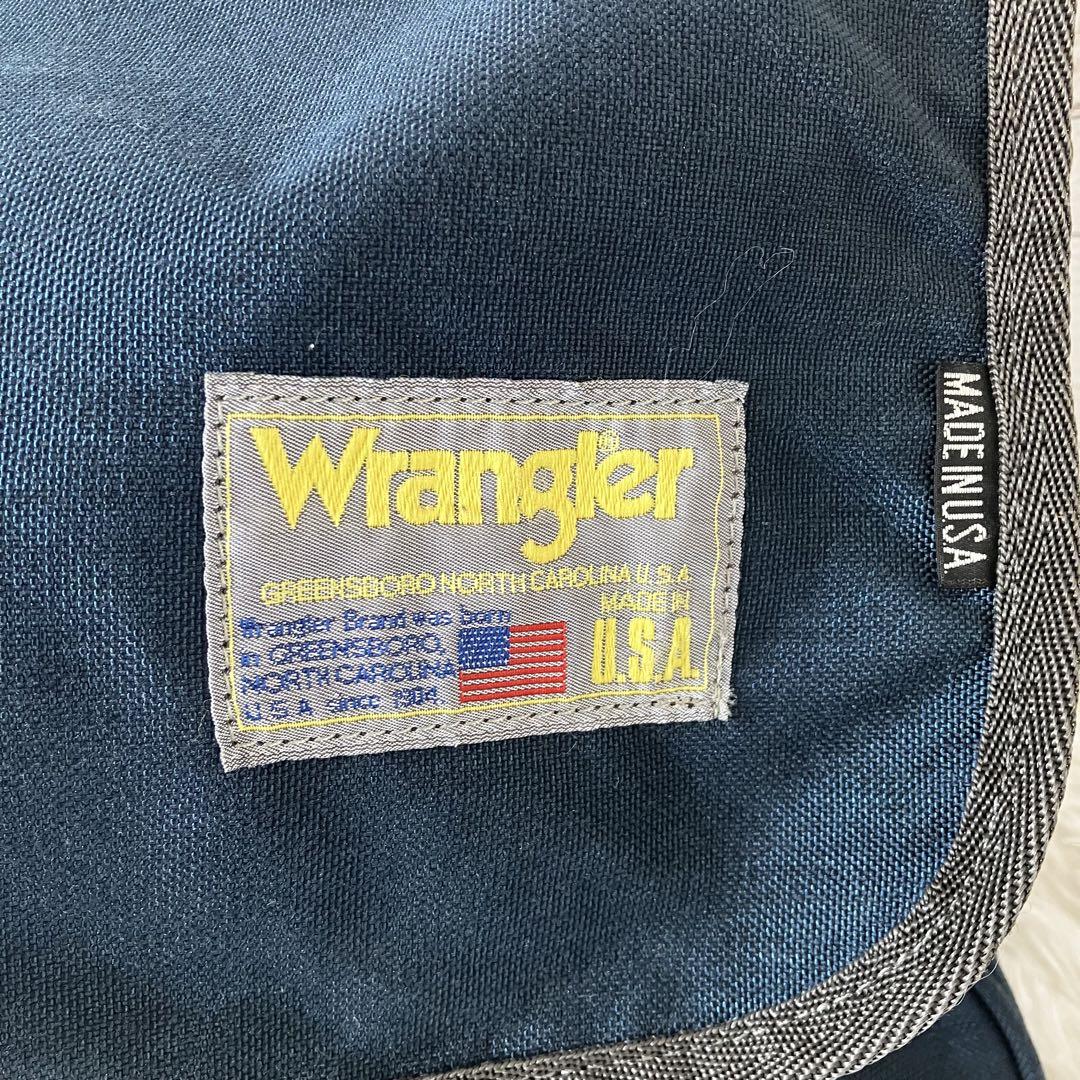 Wrangler®
GREENSBORO NORTH CAROLINA U.S.A
Wrangler Brand was born
in GREENSBORO,
NORTH CAROLINA
U.S.A since 1904
MADE IN
U.S.A.
MADE IN USA